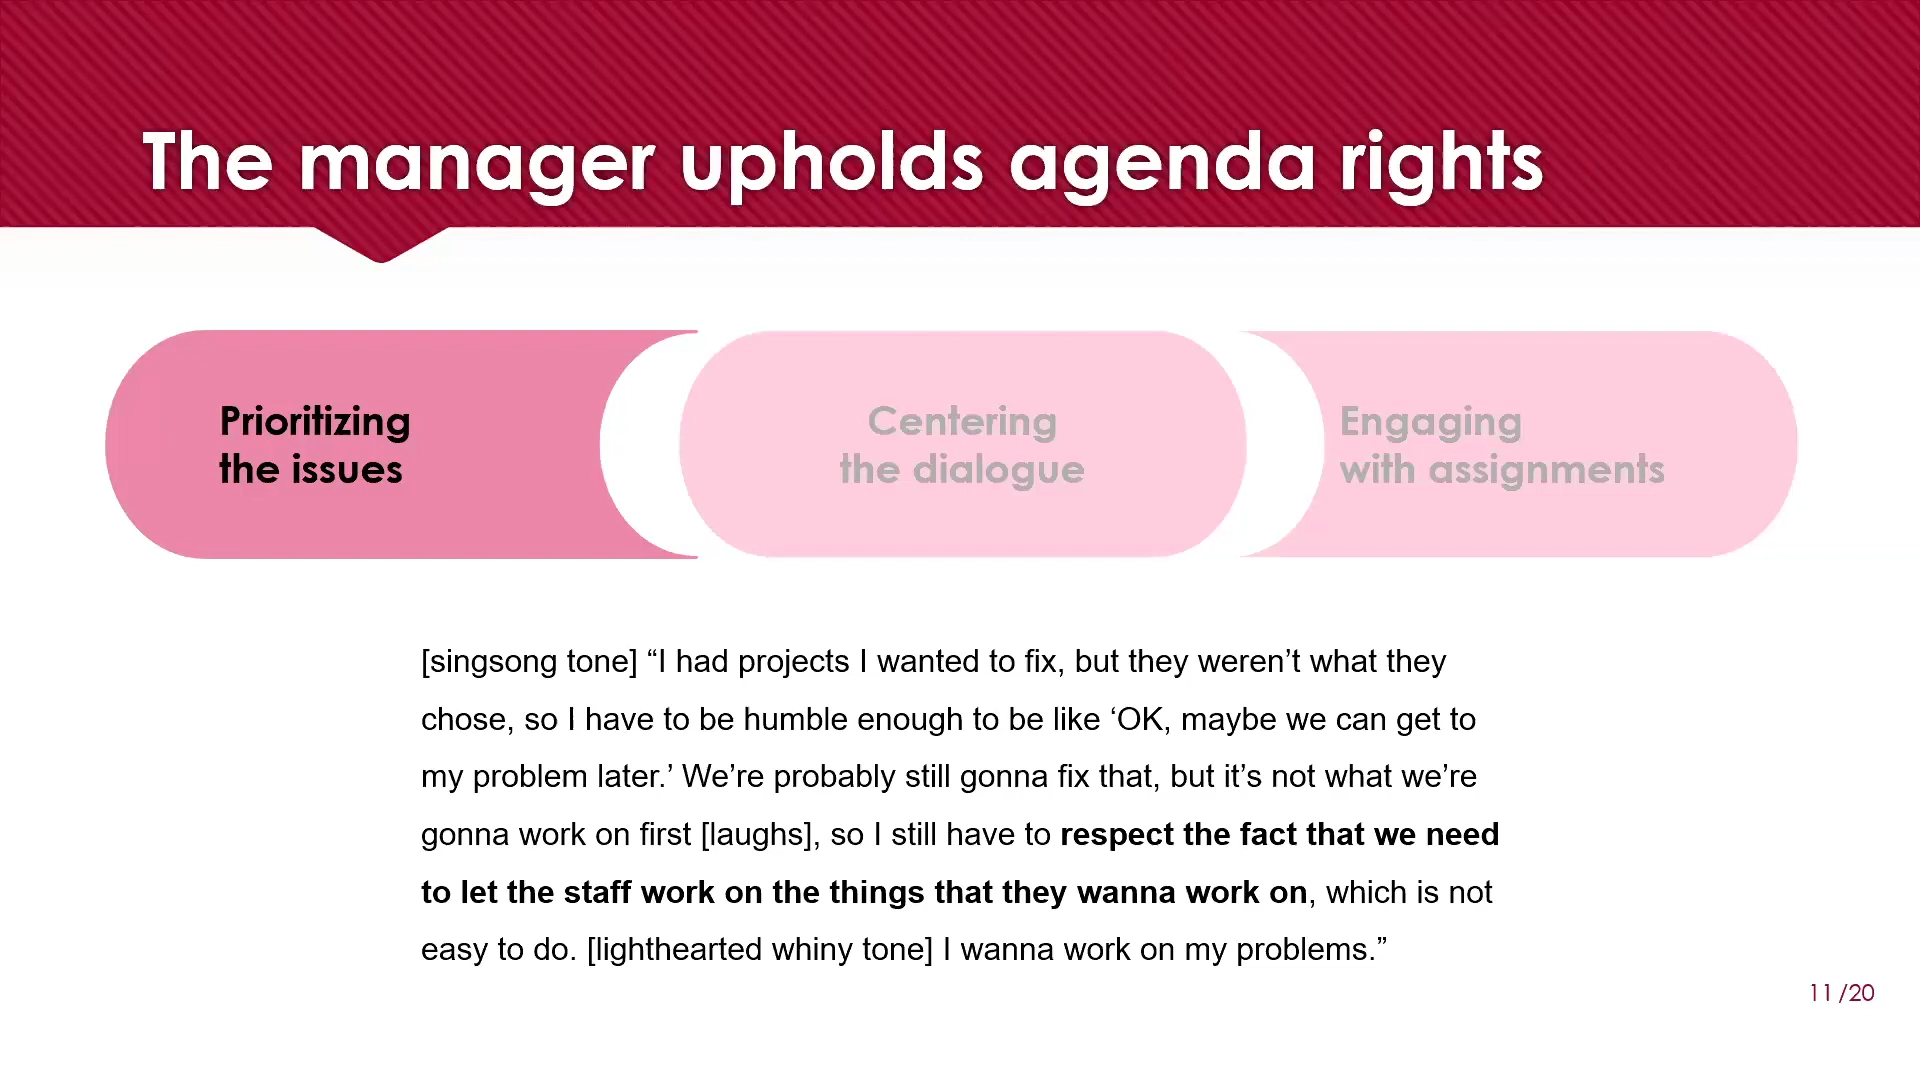 The manager upholds agenda rights
Prioritizing
the issues
Centering
the dialogue
Engaging
with assignments
[singsong tone] “I had projects I wanted to fix, but they weren’t what they
chose, so I have to be humble enough to be like ‘OK, maybe we can get to
my problem later.’ We’re probably still gonna fix that, but it’s not what we’re
gonna work on first [laughs], so I still have to respect the fact that we need
to let the staff work on the things that they wanna work on, which is not
easy to do. [lighthearted whiny tone] I wanna work on my problems.”
11 /20